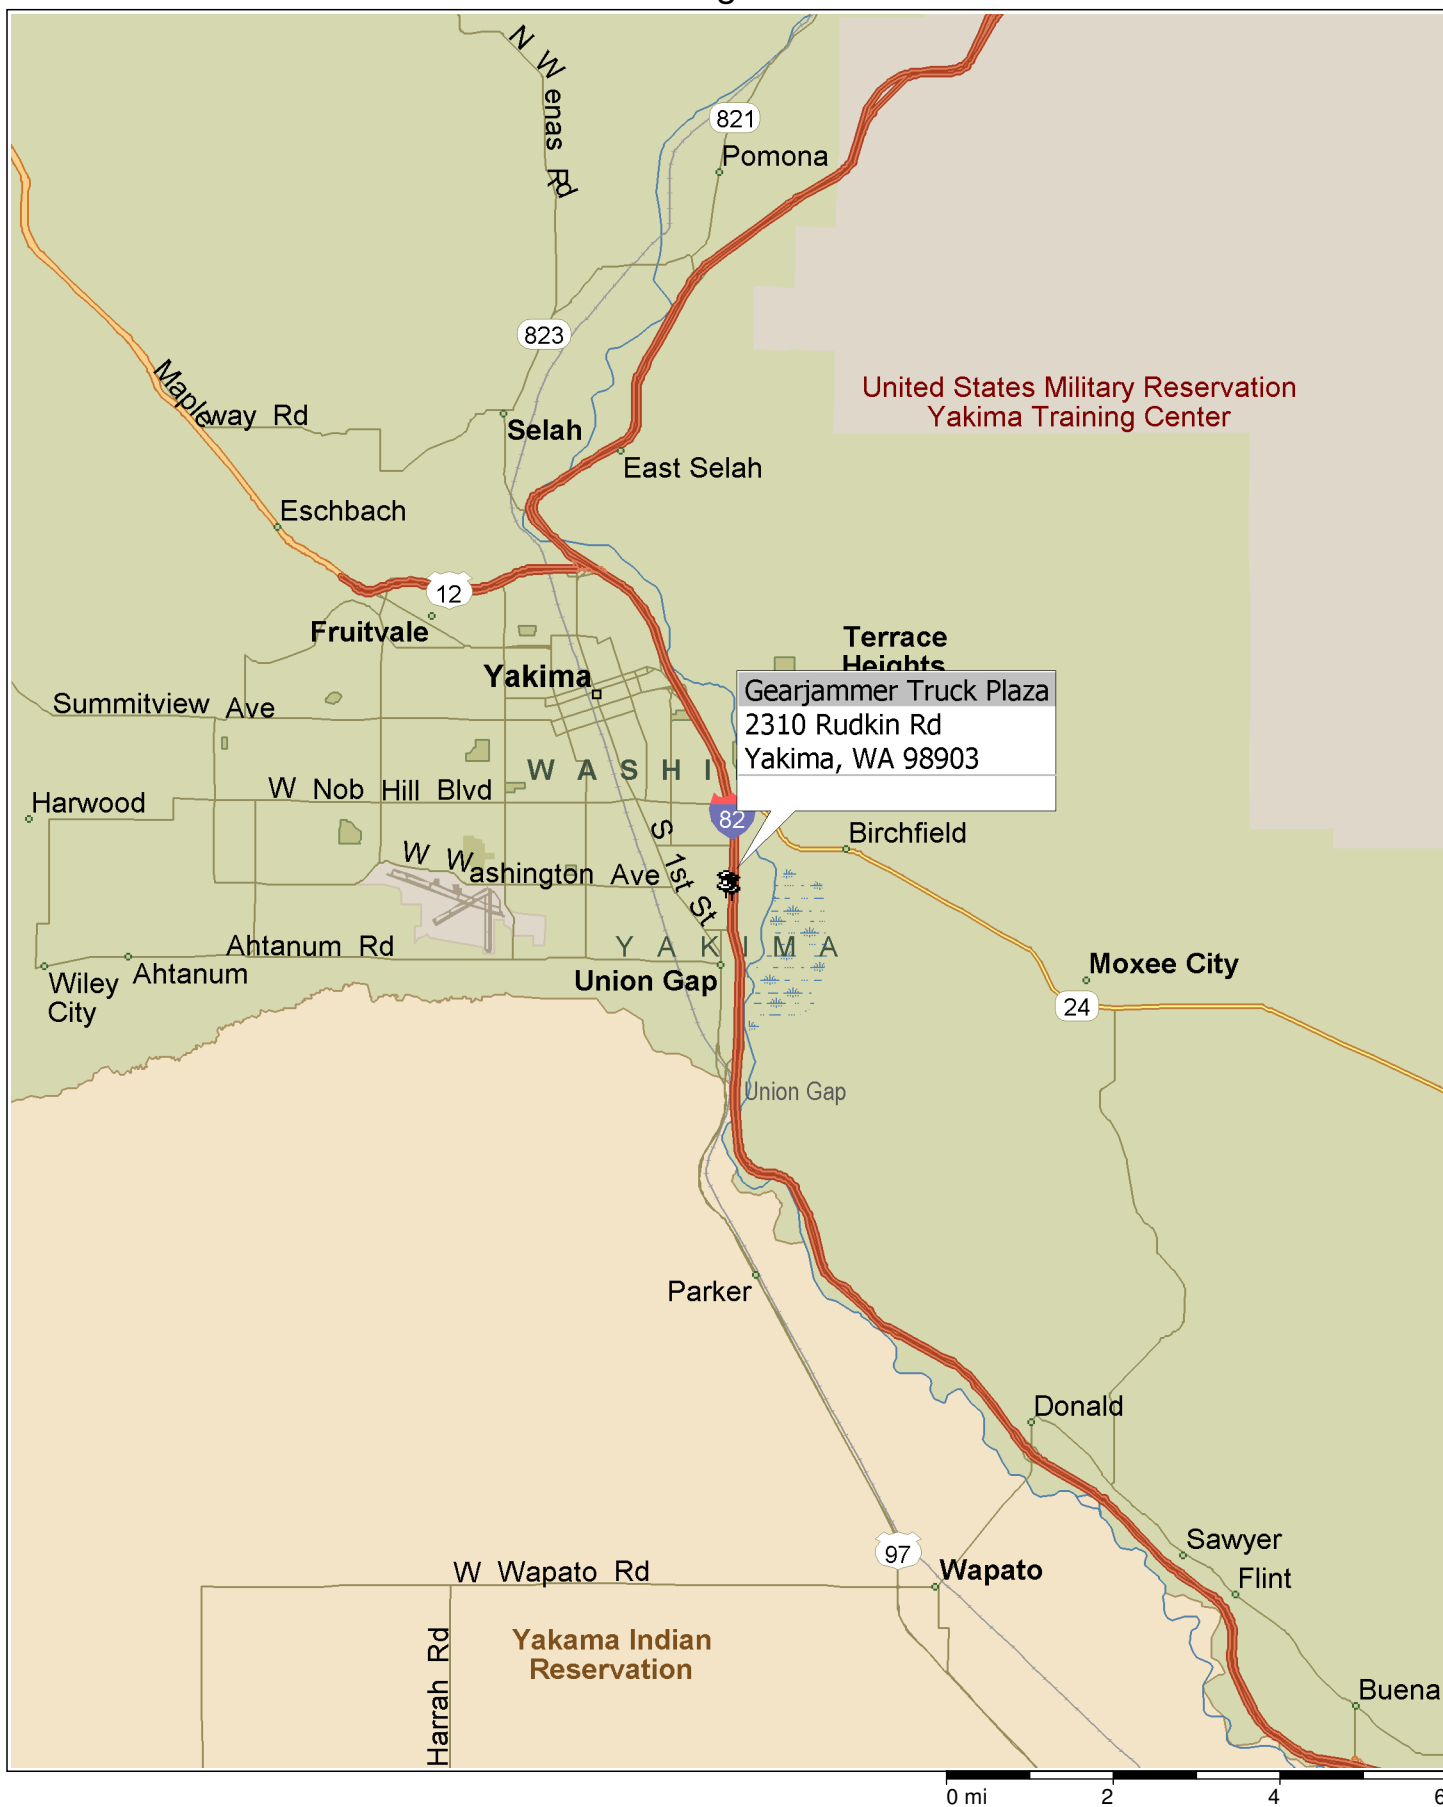 N Wenas Rd
821
Pomona
823
United States Military Reservation
Yakima Training Center
Mapleway Rd
Selah
East Selah
Eschbach
12
Fruitvale
Terrace
Heights
Yakima
Gearjammer Truck Plaza
2310 Rudkin Rd
Yakima, WA 98903
Summitview Ave
WASHI
W Nob Hill Blvd
Harwood
82
S 1st St
Birchfield
W Washington Ave
YAKIMA
Ahtanum Rd
Ahtanum
Wiley
City
Union Gap
Moxee City
24
Union Gap
Parker
Donald
Sawyer
97
Wapato
W Wapato Rd
Flint
Yakama Indian
Reservation
Harrah Rd
Buena
0 mi 2 4 6